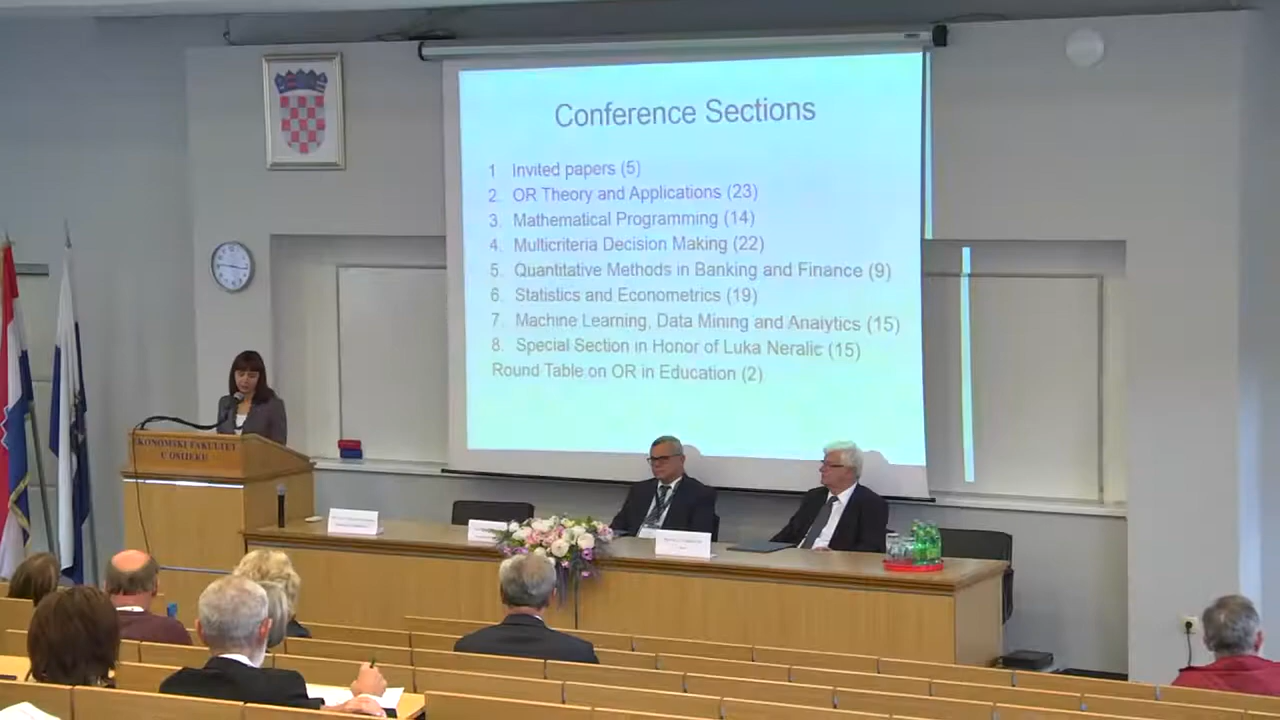 Conference Sections
1 Invited papers (5)
2. OR Theory and Applications (23)
3. Mathematical Programming (14)
4. Multicriteria Decision Making (22)
5. Quantitative Methods in Banking and Finance (9)
6. Statistics and Econometrics (19)
7. Machine Learning, Data Mining and Analytics (15)
8. Special Section in Honor of Luka Neralic (15)
Round Table on OR in Education (2)
EKONOMSKI FAKULTET
U OSIJEKU